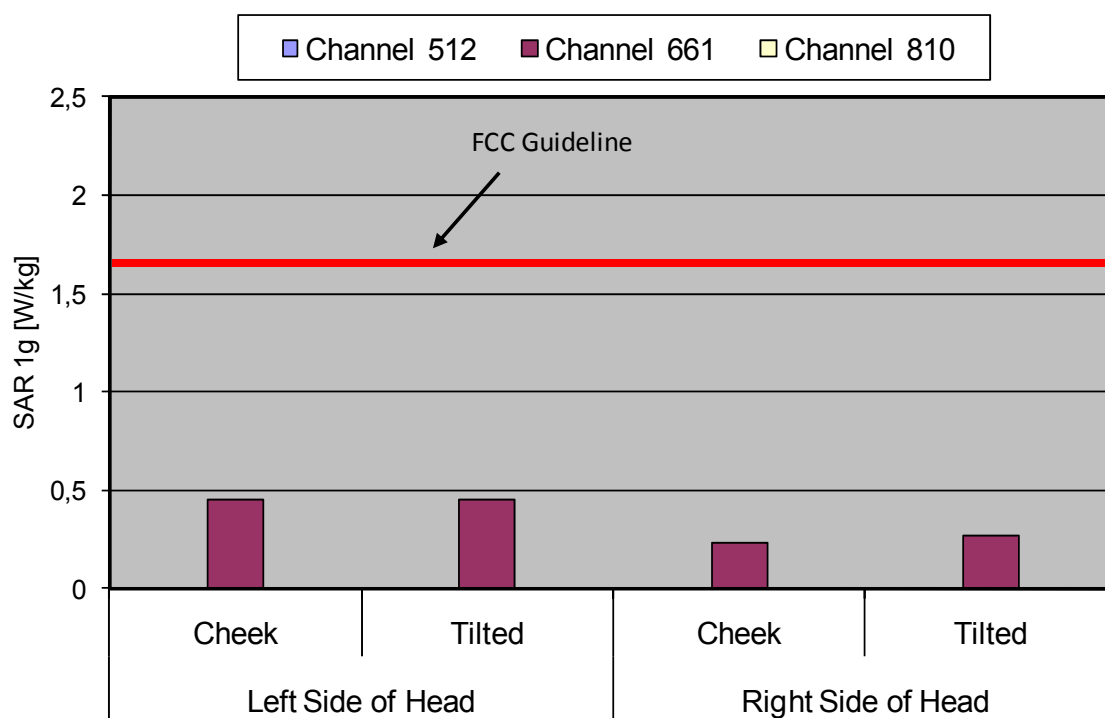 Channel 512 Channel 661 Channel 810
2,5
FCC Guideline
2
1,5
1
0,5
0
SAR 1g [W/kg]
Cheek Tilted Cheek Tilted
Left Side of Head Right Side of Head